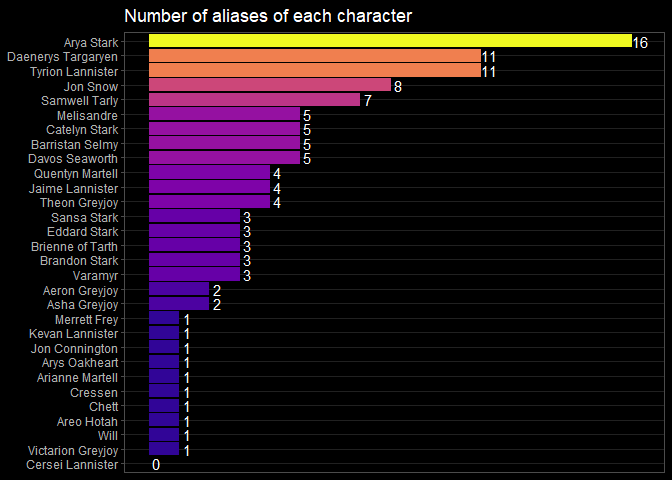 Number of aliases of each character
Arya Stark 16
Daenerys Targaryen 11
Tyrion Lannister 11
Jon Snow 8
Samwell Tarly 7
Melisandre 5
Catelyn Stark 5
Barristan Selmy 5
Davos Seaworth 5
Quentyn Martell 4
Jaime Lannister 4
Theon Greyjoy 4
Sansa Stark 3
Eddard Stark 3
Brienne of Tarth 3
Brandon Stark 3
Varamyr 3
Aeron Greyjoy 2
Asha Greyjoy 2
Merrett Frey 1
Kevan Lannister 1
Jon Connington 1
Arys Oakheart 1
Arianne Martell 1
Cressen 1
Chett 1
Areo Hotah 1
Will 1
Victarion Greyjoy 1
Cersei Lannister 0